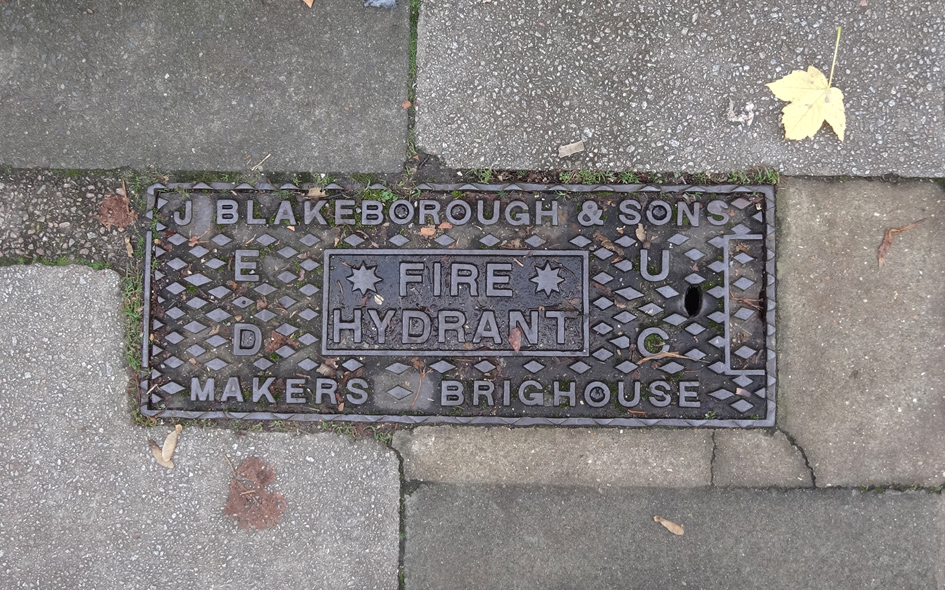 J BLAKEBOROUGH & SONS
E U
FIRE
HYDRANT
D C
MAKERS BRIGHOUSE